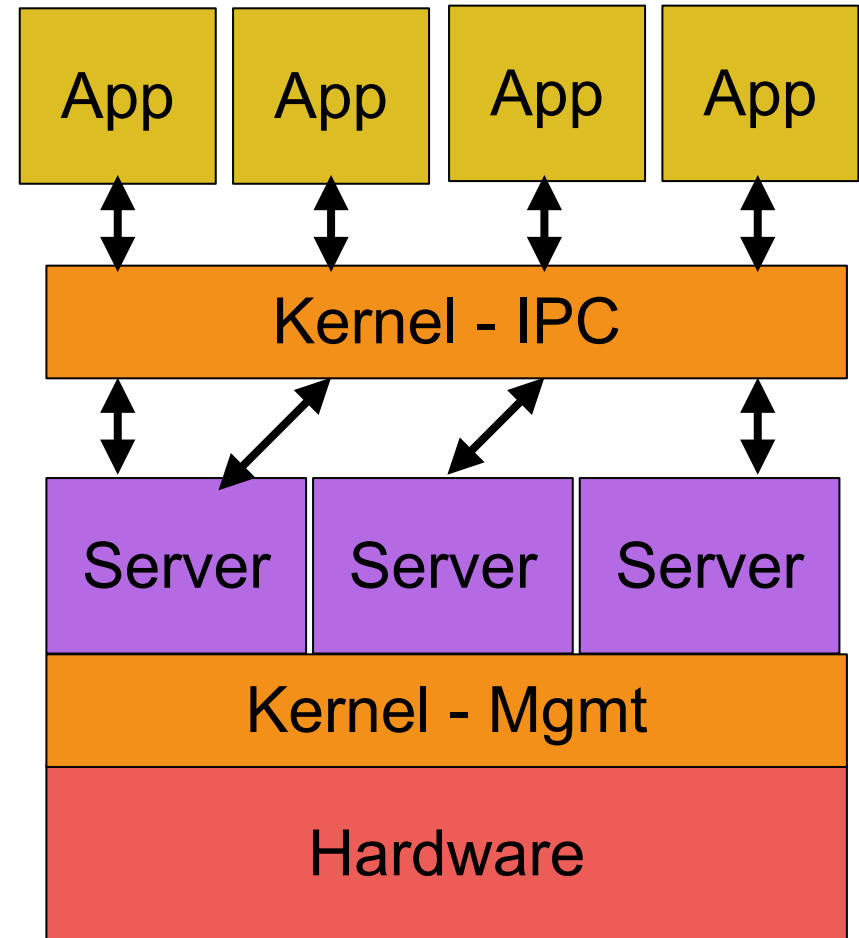 App
App
App
App
Kernel - IPC
Server
Server
Server
Kernel - Mgmt
Hardware